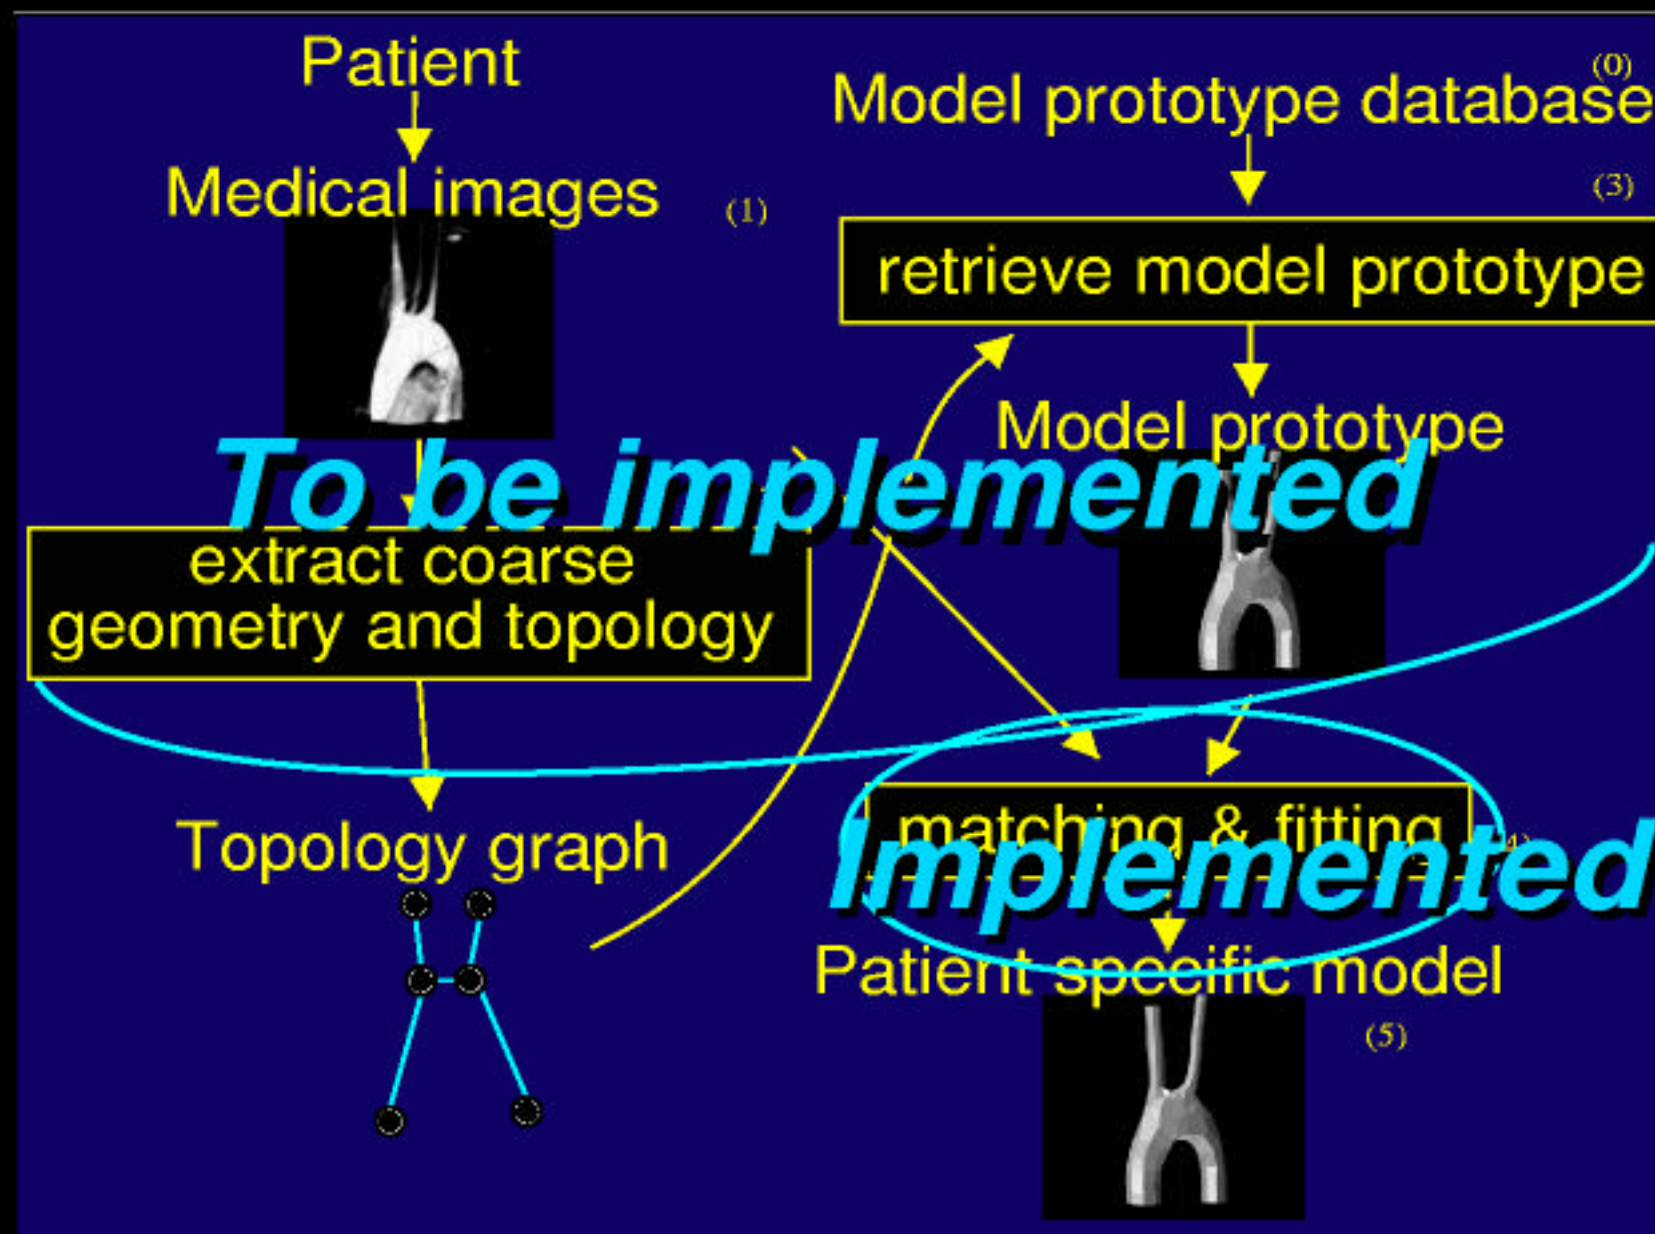 Patient
Medical images
(1)
To be implemented
extract coarse
geometry and topology
Topology graph
(0)
Model prototype database
(3)
retrieve model prototype
Model prototype
matching & fitting
Implemented
Patient specific model
(5)